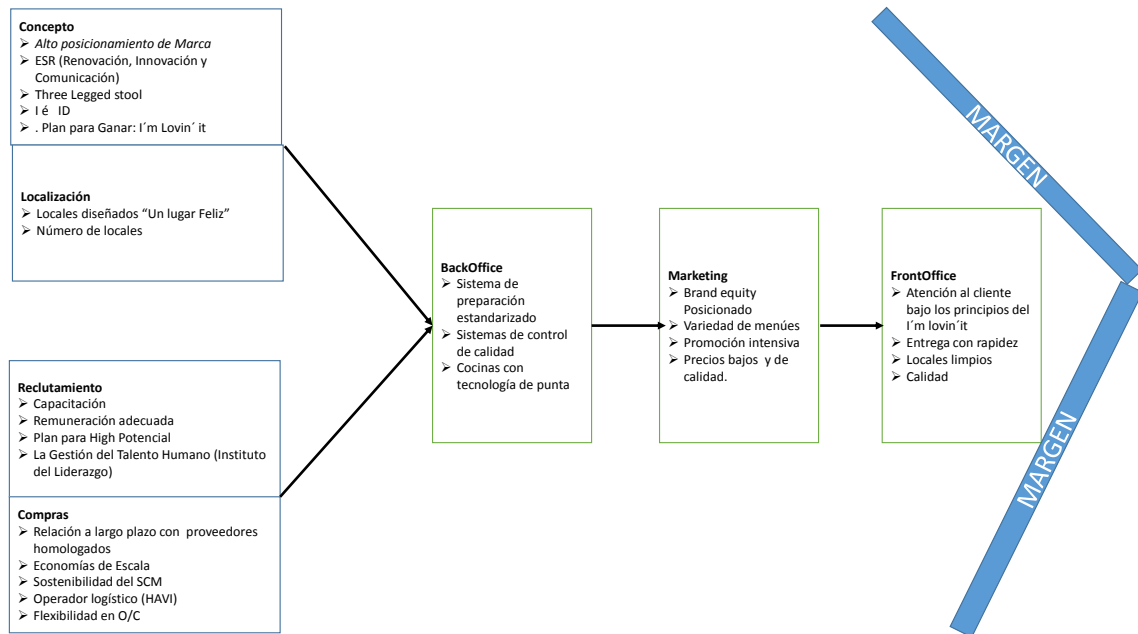 Concepto
➢ Alto posicionamiento de Marca
➢ ESR (Renovación, Innovación y
Comunicación)
➢ Three Legged stool
➢ I é ID
➢ . Plan para Ganar: I´m Lovin´ it
Localización
➢ Locales diseñados “Un lugar Feliz”
➢ Número de locales
Reclutamiento
➢ Capacitación
➢ Remuneración adecuada
➢ Plan para High Potencial
➢ La Gestión del Talento Humano (Instituto
del Liderazgo)
Compras
➢ Relación a largo plazo con proveedores
homologados
➢ Economías de Escala
➢ Sostenibilidad del SCM
➢ Operador logístico (HAVI)
➢ Flexibilidad en O/C
BackOffice
➢ Sistema de
preparación
estandarizado
➢ Sistemas de control
de calidad
➢ Cocinas con
tecnología de punta
Marketing
➢ Brand equity
Posicionado
➢ Variedad de menúes
➢ Promoción intensiva
➢ Precios bajos y de
calidad.
FrontOffice
➢ Atención al cliente
bajo los principios del
I´m lovin´it
➢ Entrega con rapidez
➢ Locales limpios
➢ Calidad
MARGEN
MARGEN